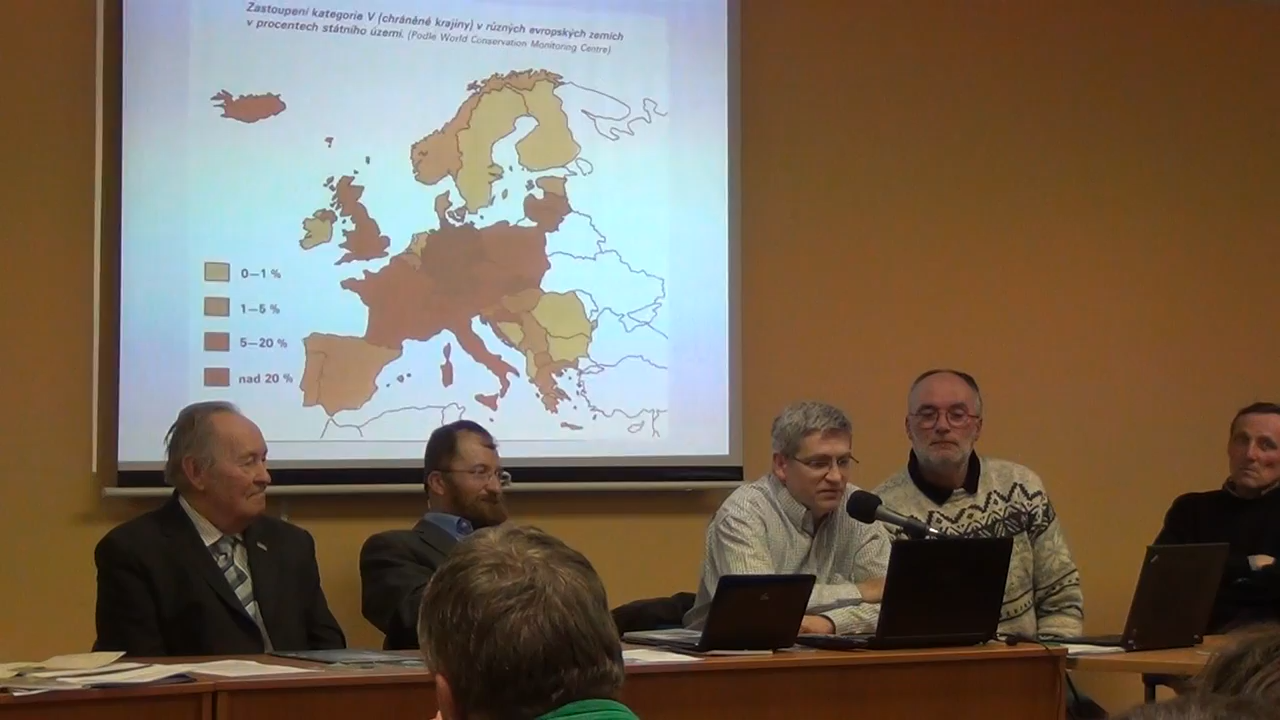 Zastoupení kategorie V (chráněné krajiny) v různých evropských zemích
v procentech státního území. (Podle World Conservation Monitoring Centre)
0—1 %
1—5 %
5—20 %
nad 20 %